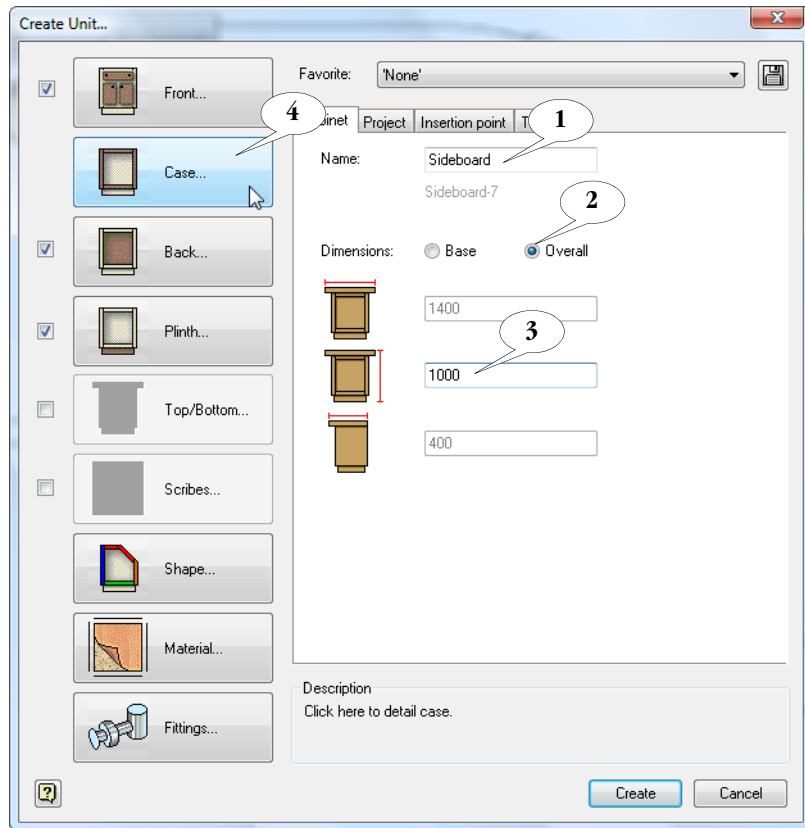 Create Unit...
Front...
Case...
Back...
Plinth...
Top/Bottom...
Scribes...
Shape...
Material...
Fittings...
Favorite: 'None'
Project Insertion point
4
1
Name: Sideboard
Sideboard-7
2
Dimensions: Base Overall
1400
3
1000
400
Description
Click here to detail case.
Create Cancel